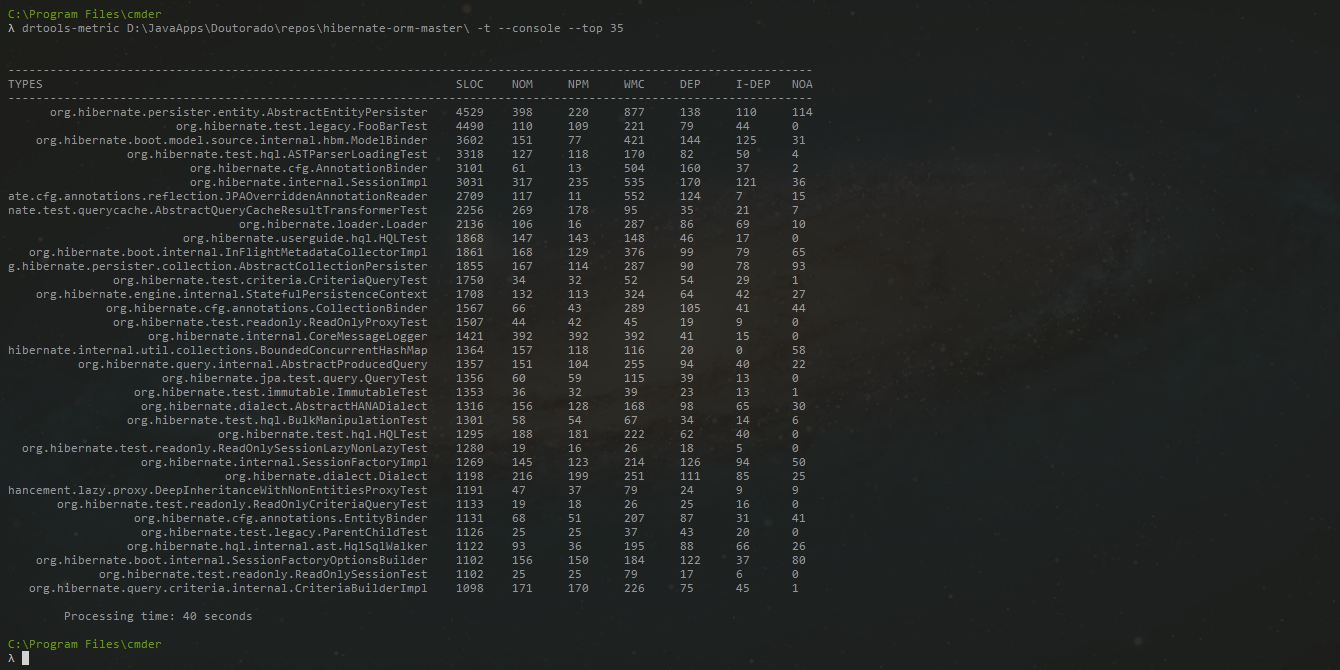 C:\Program Files\cmder
λ drtools-metric D:\JavaApps\Doutorado\repos\hibernate-orm-master\ -t --console --top 35
TYPES SLOC NOM NPM WMC DEP I-DEP NOA
org.hibernate.persister.entity.AbstractEntityPersister 4529 398 220 877 138 110 114
org.hibernate.test.legacy.FooBarTest 4490 110 109 221 79 44 0
org.hibernate.boot.model.source.internal.hbm.ModelBinder 3602 151 77 421 144 125 31
org.hibernate.test.hql.ASTParserLoadingTest 3318 127 118 170 82 50 4
org.hibernate.cfg.AnnotationBinder 3101 61 13 504 160 37 2
org.hibernate.internal.SessionImpl 3031 317 235 535 170 121 36
ate.cfg.annotations.reflection.JPAOverriddenAnnotationReader 2709 117 11 552 124 7 15
nate.test.querycache.AbstractQueryCacheResultTransformerTest 2256 269 178 95 35 21 7
org.hibernate.loader.Loader 2136 106 16 287 86 69 10
org.hibernate.userguide.hql.HQLTest 1868 147 143 148 46 17 0
org.hibernate.boot.internal.InFlightMetadataCollectorImpl 1861 168 129 376 99 79 65
g.hibernate.persister.collection.AbstractCollectionPersister 1855 167 114 287 90 78 93
org.hibernate.test.criteria.CriteriaQueryTest 1750 34 32 52 54 29 1
org.hibernate.engine.internal.StatefulPersistenceContext 1708 132 113 324 64 42 27
org.hibernate.cfg.annotations.CollectionBinder 1567 66 43 289 105 41 44
org.hibernate.test.readonly.ReadOnlyProxyTest 1507 44 42 45 19 9 0
org.hibernate.internal.CoreMessageLogger 1421 392 392 392 41 15 0
hibernate.internal.util.collections.BoundedConcurrentHashMap 1364 157 118 116 20 0 58
org.hibernate.query.internal.AbstractProducedQuery 1357 151 104 255 94 40 22
org.hibernate.jpa.test.query.QueryTest 1356 60 59 115 39 13 0
org.hibernate.test.immutable.ImmutableTest 1353 36 32 39 23 13 1
org.hibernate.dialect.AbstractHANADialect 1316 156 128 168 98 65 30
org.hibernate.test.hql.BulkManipulationTest 1301 58 54 67 34 14 6
org.hibernate.test.hql.HQLTest 1295 188 181 222 62 40 0
org.hibernate.test.readonly.ReadOnlySessionLazyNonLazyTest 1280 19 16 26 18 5 0
org.hibernate.internal.SessionFactoryImpl 1269 145 123 214 126 94 50
org.hibernate.dialect.Dialect 1198 216 199 251 111 85 25
hancement.lazy.proxy.DeepInheritanceWithNonEntitiesProxyTest 1191 47 37 79 24 9 9
org.hibernate.test.readonly.ReadOnlyCriteriaQueryTest 1133 19 18 26 25 16 0
org.hibernate.cfg.annotations.EntityBinder 1131 68 51 207 87 31 41
org.hibernate.test.legacy.ParentChildTest 1126 25 25 37 43 20 0
org.hibernate.hql.internal.ast.HqlSqlWalker 1122 93 36 195 88 66 26
org.hibernate.boot.internal.SessionFactoryOptionsBuilder 1102 156 150 184 122 37 80
org.hibernate.test.readonly.ReadOnlySessionTest 1102 25 25 79 17 6 0
org.hibernate.query.criteria.internal.CriteriaBuilderImpl 1098 171 170 226 75 45 1
Processing time: 40 seconds
C:\Program Files\cmder
λ